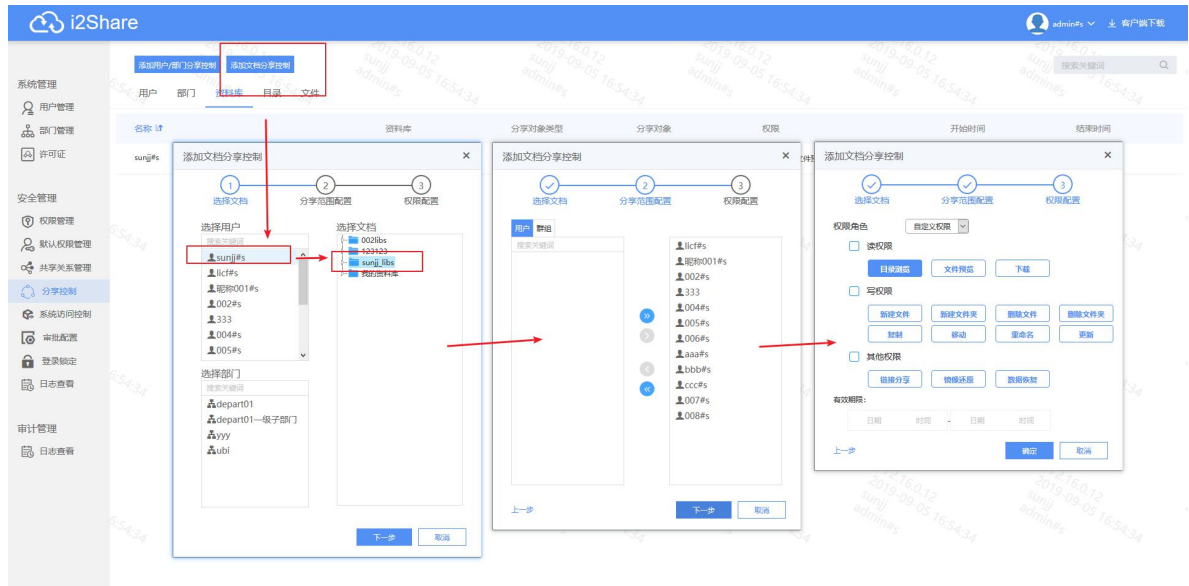 i2Share
admin#s
客户端下载
系统管理
用户管理
部门管理
许可证
安全管理
权限管理
默认权限管理
共享关系管理
分享控制
系统访问控制
审批配置
登录锁定
日志查看
审计管理
日志查看
添加用户/部门分享控制 添加文档分享控制
搜索关键词
用户 部门 资料库 目录 文件
名称 资料库 分享对象类型 分享对象 权限 开始时间 结束时间
sunjj#s
添加文档分享控制 ×
1 2 3
选择文档 分享范围配置 权限配置
选择用户
搜索关键词
sunjj#s
licf#s
昵称001#s
002#s
333
004#s
005#s
选择部门
搜索关键词
depart01
depart01一级子部门
yyy
ubi
选择文档
002libs
123123
sunjj_libs
我的资料库
下一步 取消
添加文档分享控制 ×
2 3
选择文档 分享范围配置 权限配置
用户 群组
搜索关键词
licf#s
昵称001#s
002#s
333
004#s
005#s
006#s
aaa#s
bbb#s
ccc#s
007#s
008#s
上一步 下一步 取消
添加文档分享控制 ×
3
选择文档 分享范围配置 权限配置
权限角色 自定义权限
读权限
目录浏览 文件预览 下载
写权限
新建文件 新建文件夹 删除文件 删除文件夹
复制 移动 重命名 更新
其他权限
链接分享 镜像还原 数据恢复
有效期限:
日期 时间 - 日期 时间
上一步 确定 取消
2019-09-05 16:54:34
sunjj
admin#s